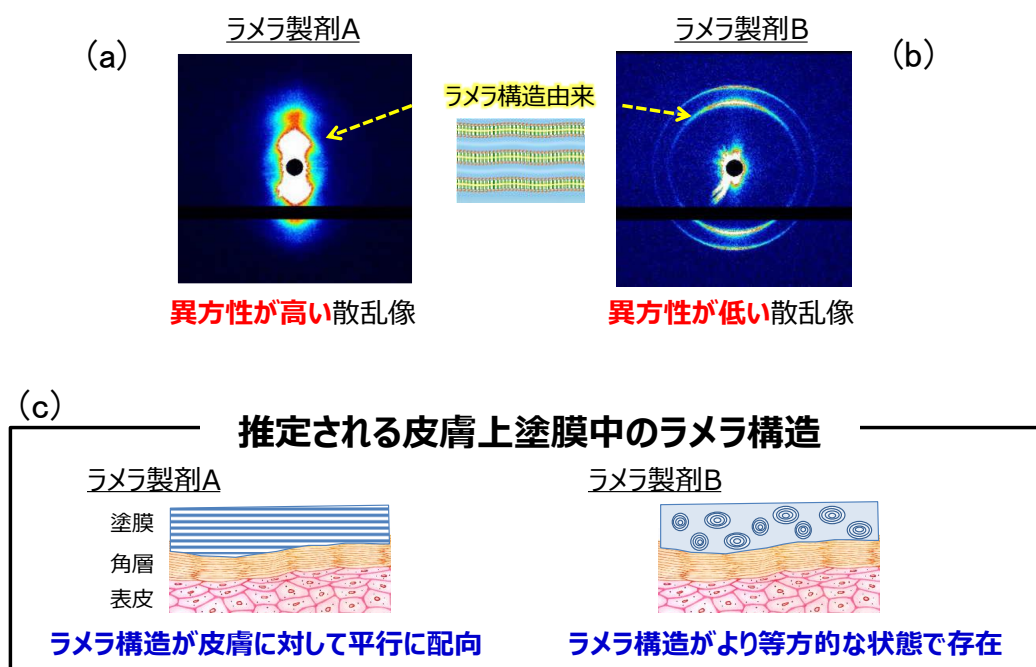 ラメラ製剤A
ラメラ製剤B
(a)
(b)
ラメラ構造由来
異方性が高い散乱像
異方性が低い散乱像
(c)
推定される皮膚上塗膜中のラメラ構造
ラメラ製剤A
ラメラ製剤B
塗膜
角層
表皮
ラメラ構造が皮膚に対して平行に配向
ラメラ構造がより等方的な状態で存在